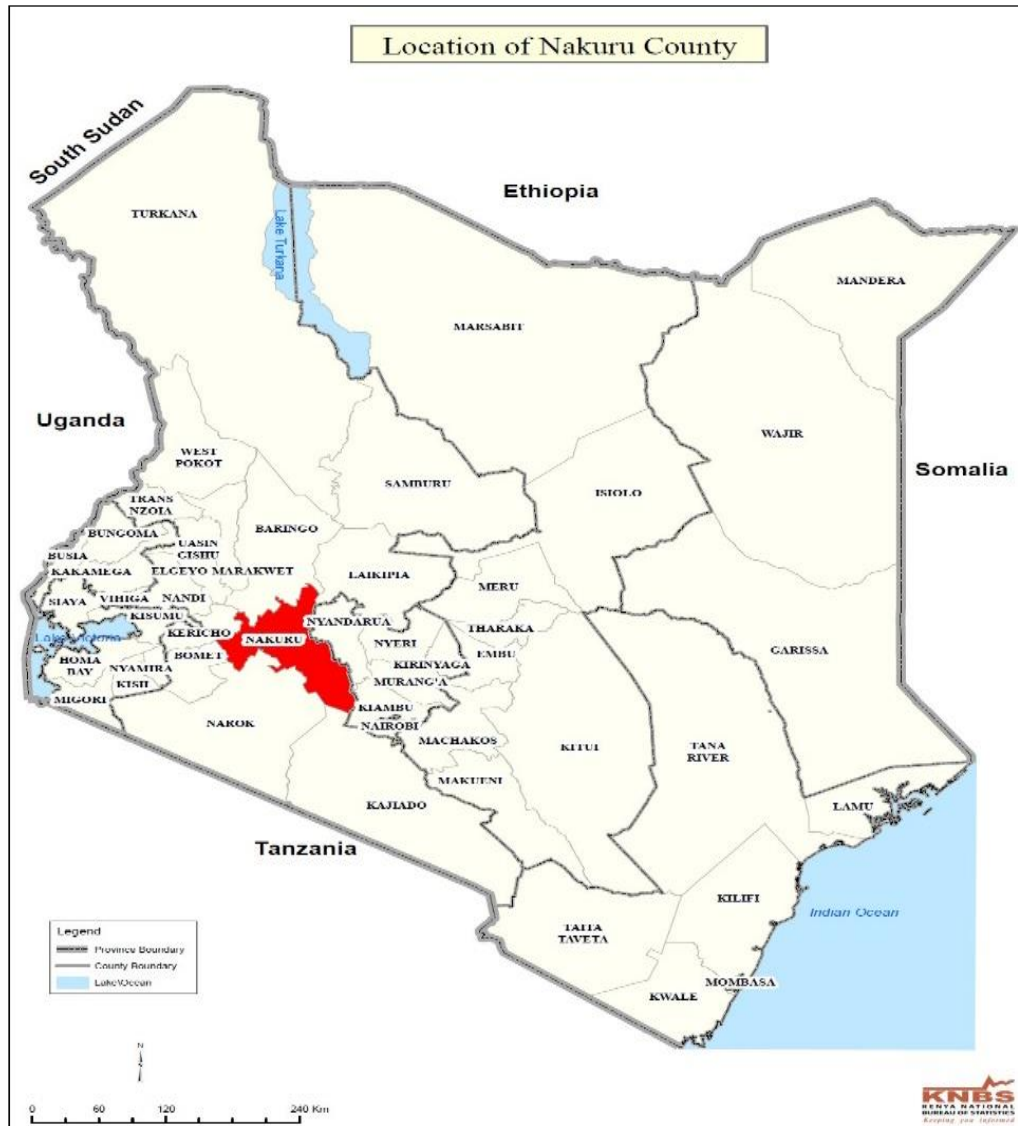 Location of Nakuru County
South Sudan
Ethiopia
TURKANA
Lake Turkana
MANDERA
MARSABIT
Uganda
WAJIR
Somalia
WEST
POKOT
SAMBURU
ISIOLO
TRANS
NZOIA
BUNGOMA
BARINGO
UASIN
GISHU
BUSIA
KAKAMEGA
ELGEYO MARAKWET
LAIKIPIA
MERU
SIAYA
VIHIGA
NANDI
KISUMU
NYANDARUA
THARAKA
Lake Victoria
KERICHO
NAKURU
NYERI
EMBU
GARISSA
HOMA
BAY
NYAMIRA
BOMET
KIRINYAGA
KISII
MURANG'A
MIGORI
KIAMBU
NAROK
NAIROBI
MACHAKOS
KITUI
TANA
RIVER
MAKUENI
KAJIADO
LAMU
Tanzania
KILIFI
Indian Ocean
TAITA
TAVETA
MOMBASA
KWALE
Legend
Province Boundary
County Boundary
Lake\Ocean
N
0 60 120 240 Km
KNBS
KENYA NATIONAL
BUREAU OF STATISTICS
Keeping you informed